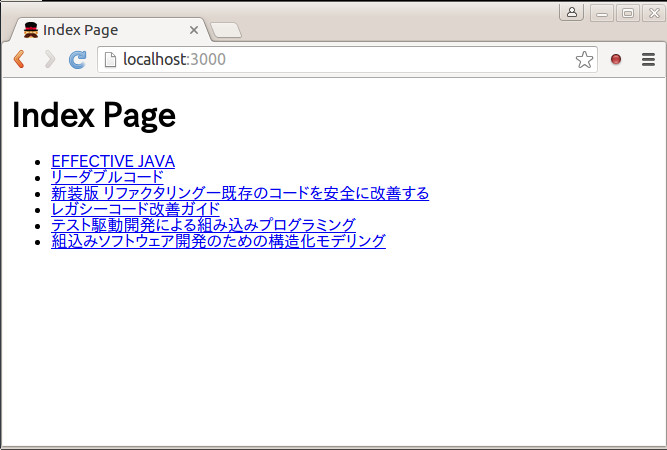 Index Page
localhost:3000
Index Page
EFFECTIVE JAVA
リーダブルコード
新装版 リファクタリング―既存のコードを安全に改善する
レガシーコード改善ガイド
テスト駆動開発による組み込みプログラミング
組込みソフトウェア開発のための構造化モデリング